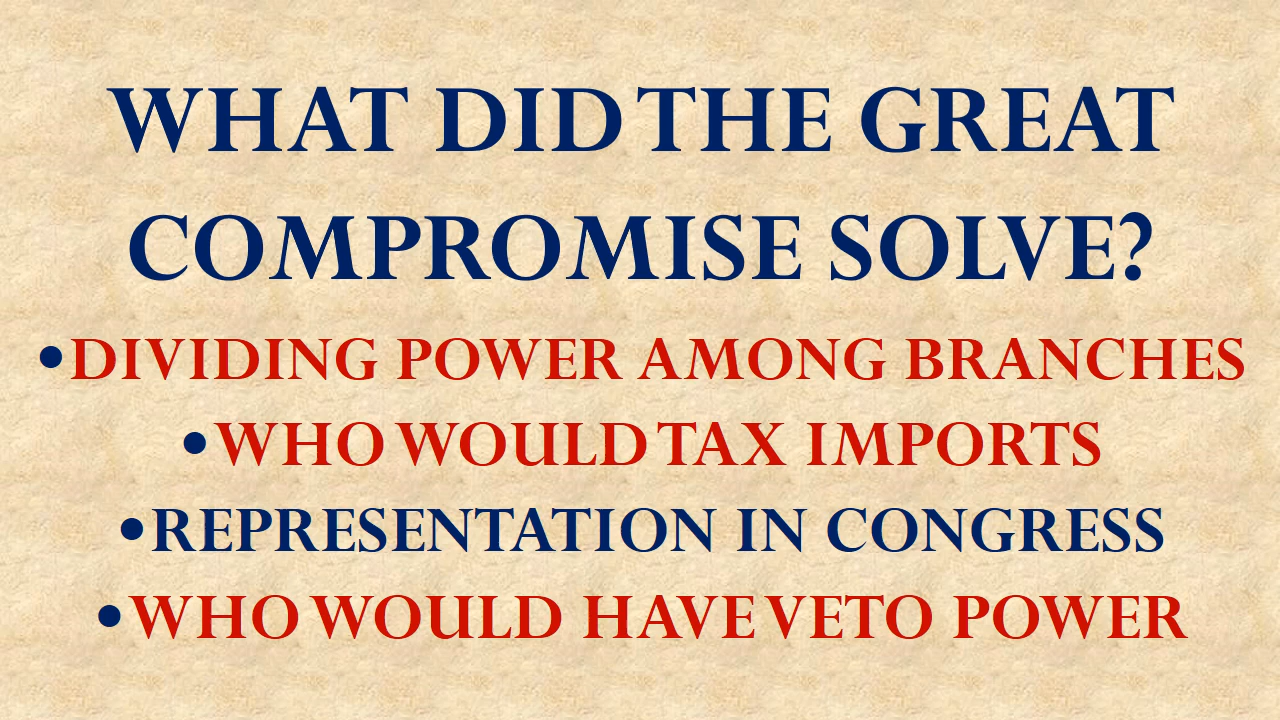 WHAT DID THE GREAT
COMPROMISE SOLVE?
•DIVIDING POWER AMONG BRANCHES
•WHO WOULD TAX IMPORTS
•REPRESENTATION IN CONGRESS
•WHO WOULD HAVE VETO POWER